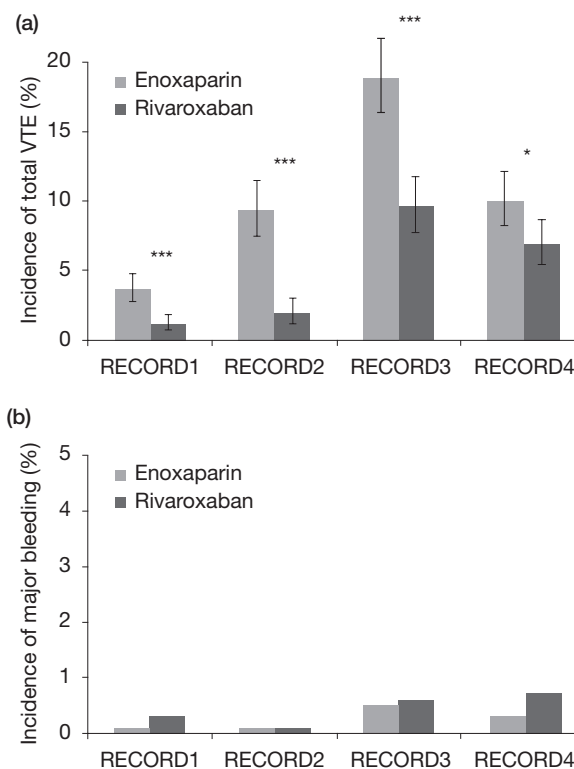 (a)
Incidence of total VTE (%)
20
15
10
5
0
Enoxaparin
Rivaroxaban
***
***
***
*
RECORD1 RECORD2 RECORD3 RECORD4
(b)
Incidence of major bleeding (%)
5
4
3
2
1
0
Enoxaparin
Rivaroxaban
RECORD1 RECORD2 RECORD3 RECORD4